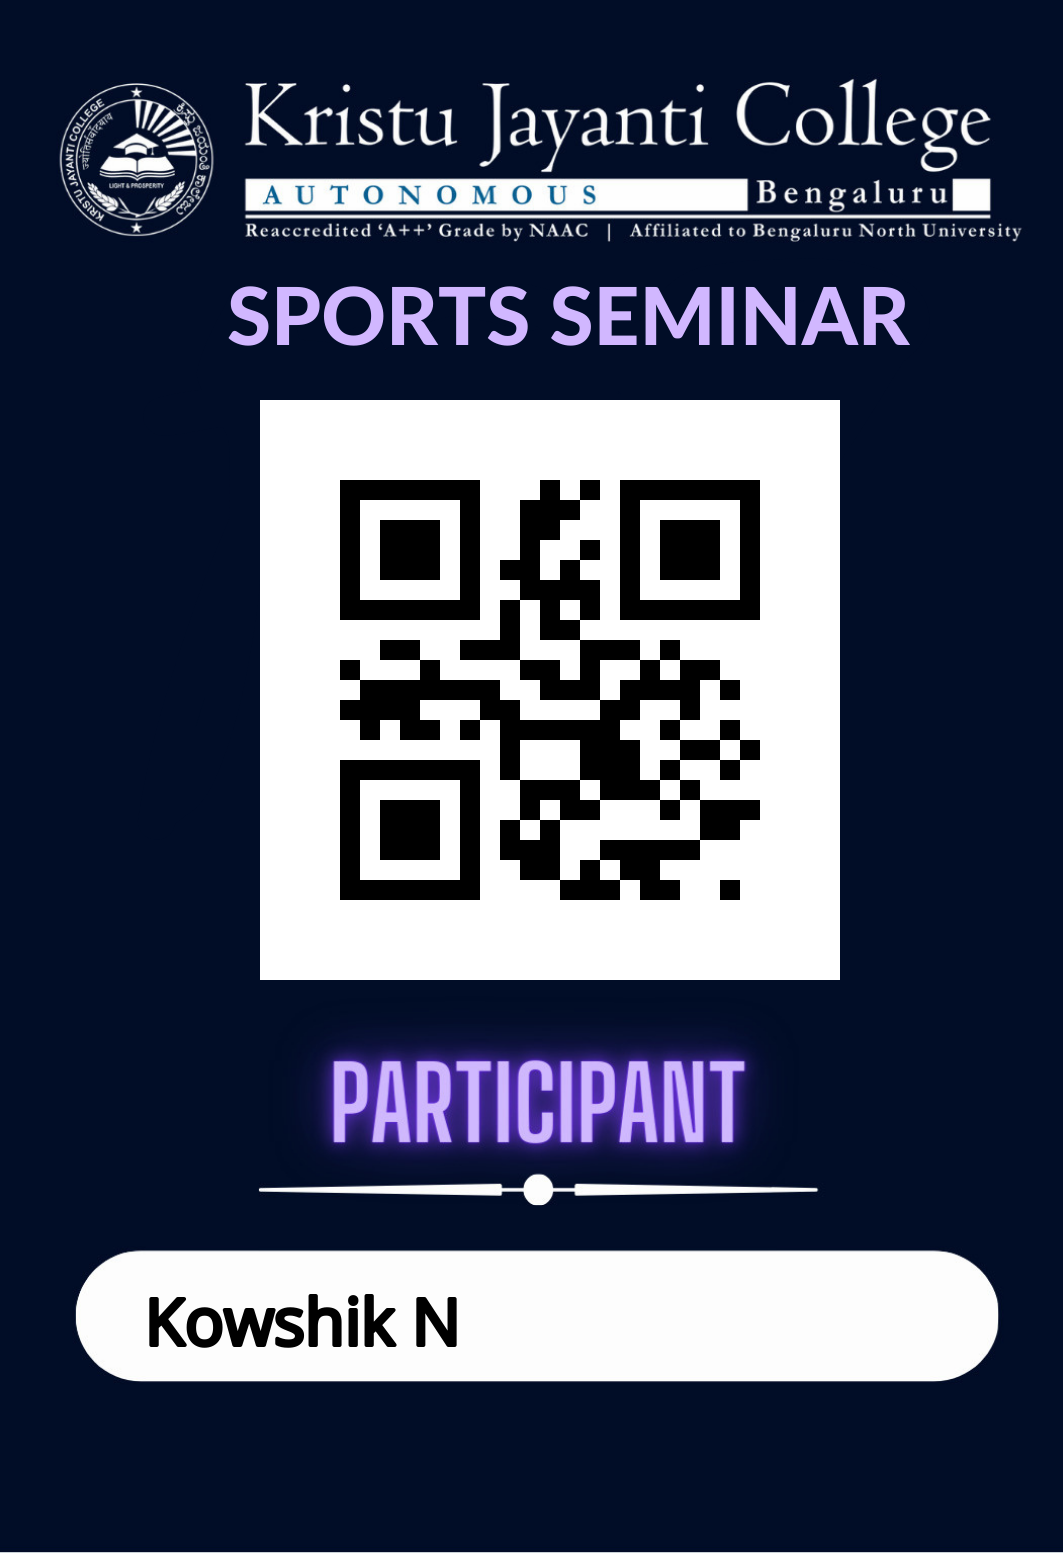 KRISTU JAYANTI COLLEGE
LIGHT & PROSPERITY
Kristu Jayanti College
AUTONOMOUS Bengaluru
Reaccredited ‘A++’ Grade by NAAC | Affiliated to Bengaluru North University
SPORTS SEMINAR
PARTICIPANT
Kowshik N